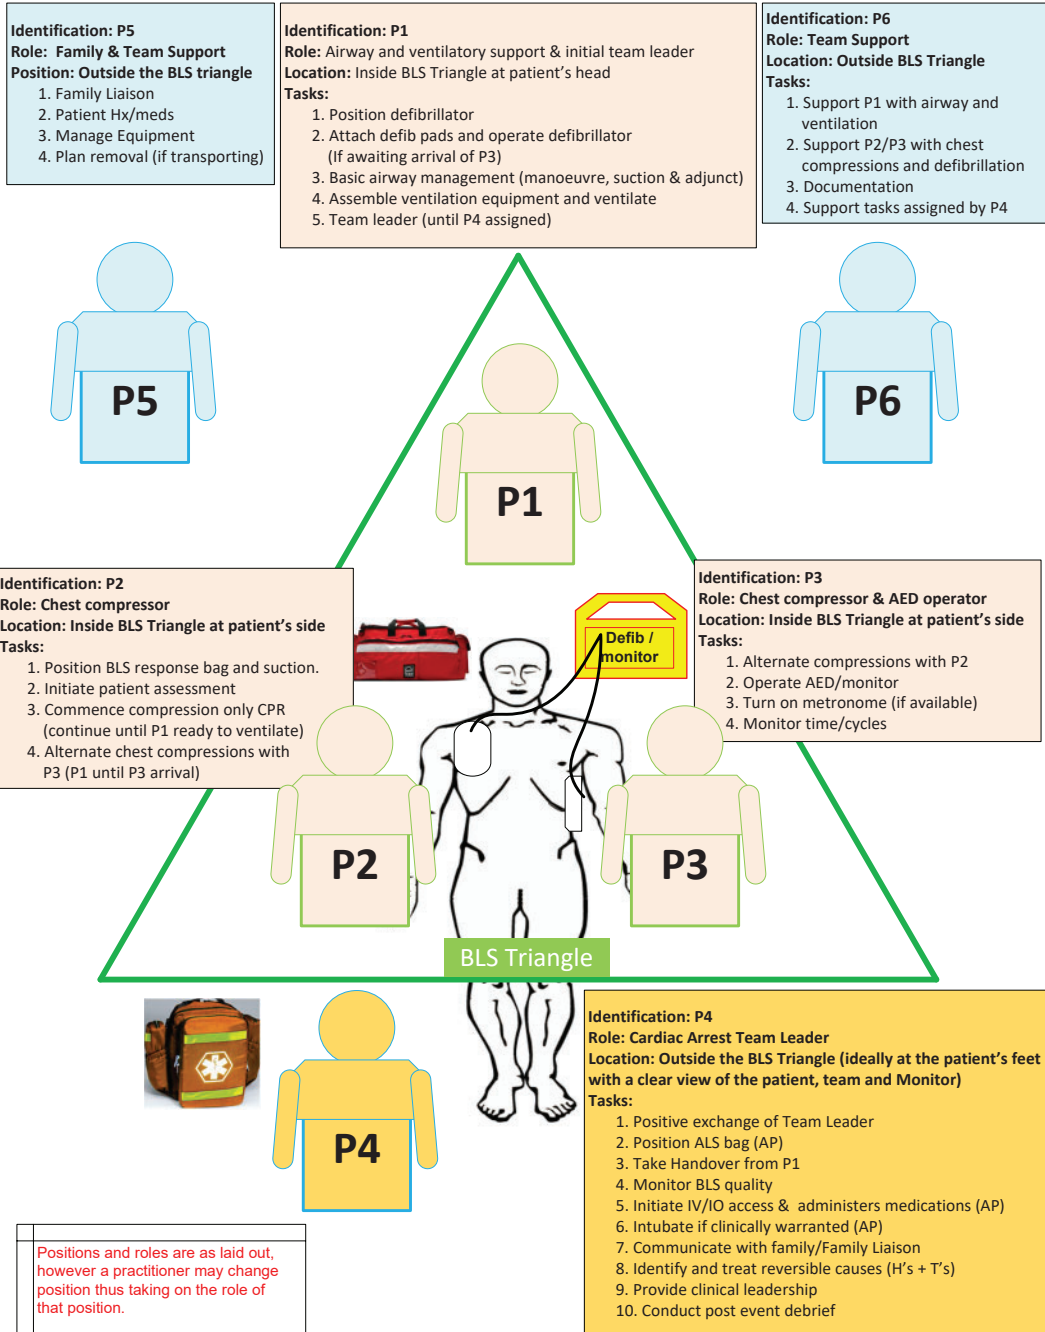 Identification: P5
Role:  Family & Team Support
Position: Outside the BLS triangle
1. Family Liaison
2. Patient Hx/meds
3. Manage Equipment
4. Plan removal (if transporting)
Identification: P1
Role: Airway and ventilatory support & initial team leader
Location: Inside BLS Triangle at patient's head
Tasks:
1. Position defibrillator
2. Attach defib pads and operate defibrillator
(If awaiting arrival of P3)
3. Basic airway management (manoeuvre, suction & adjunct)
4. Assemble ventilation equipment and ventilate
5. Team leader (until P4 assigned)
Identification: P6
Role: Team Support
Location: Outside BLS Triangle
Tasks:
1. Support P1 with airway and
ventilation
2. Support P2/P3 with chest
compressions and defibrillation
3. Documentation
4. Support tasks assigned by P4
P5
P6
P1
Identification: P2
Role: Chest compressor
Location: Inside BLS Triangle at patient's side
Tasks:
1. Position BLS response bag and suction.
2. Initiate patient assessment
3. Commence compression only CPR
(continue until P1 ready to ventilate)
4. Alternate chest compressions with
P3 (P1 until P3 arrival)
Defib /
monitor
Identification: P3
Role: Chest compressor & AED operator
Location: Inside BLS Triangle at patient's side
Tasks:
1. Alternate compressions with P2
2. Operate AED/monitor
3. Turn on metronome (if available)
4. Monitor time/cycles
P2
P3
BLS Triangle
P4
Identification: P4
Role: Cardiac Arrest Team Leader
Location: Outside the BLS Triangle (ideally at the patient's feet
with a clear view of the patient, team and Monitor)
Tasks:
1. Positive exchange of Team Leader
2. Position ALS bag (AP)
3. Take Handover from P1
4. Monitor BLS quality
5. Initiate IV/IO access &  administers medications (AP)
6. Intubate if clinically warranted (AP)
7. Communicate with family/Family Liaison
8. Identify and treat reversible causes (H's + T's)
9. Provide clinical leadership
10. Conduct post event debrief
Positions and roles are as laid out,
however a practitioner may change
position thus taking on the role of
that position.